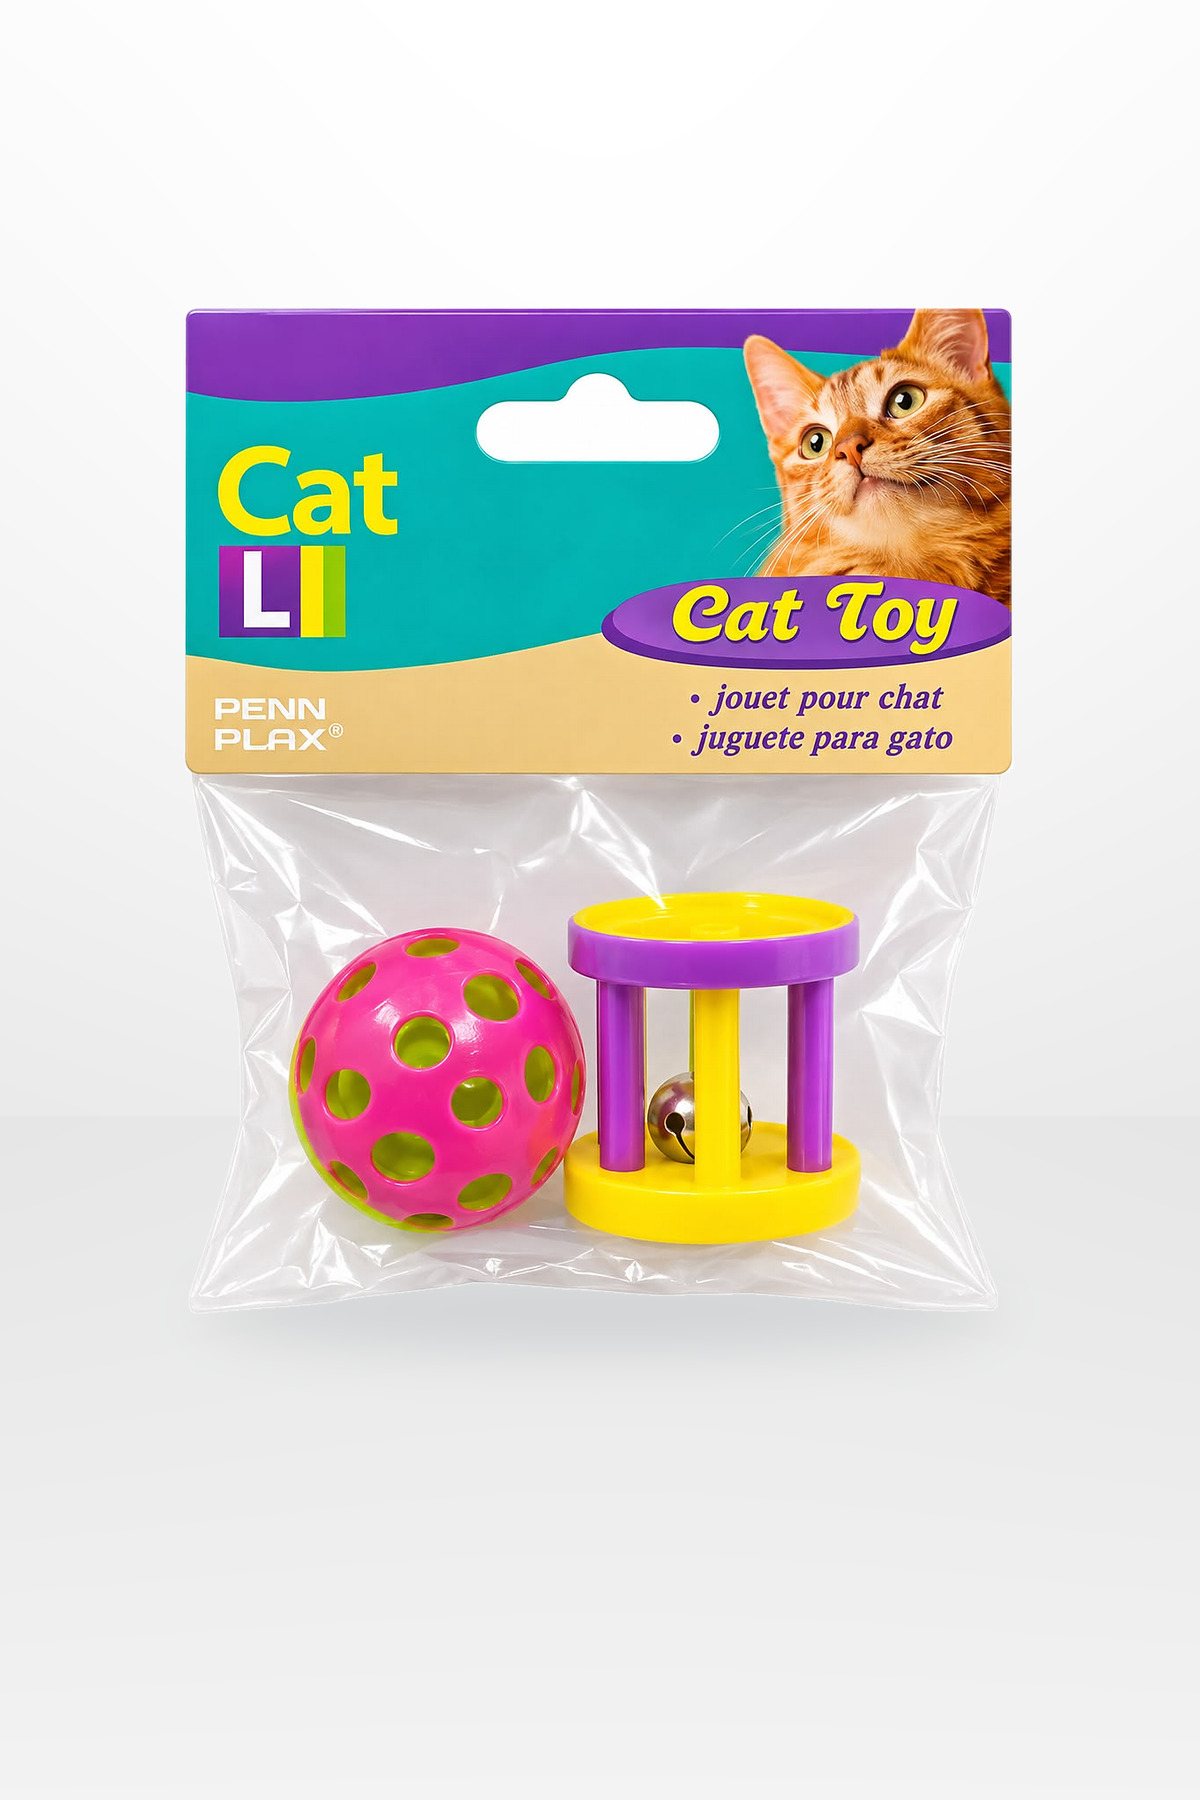 Cat
LI
Cat Toy
• jouet pour chat
• juguete para gato
PENN
PLAX®